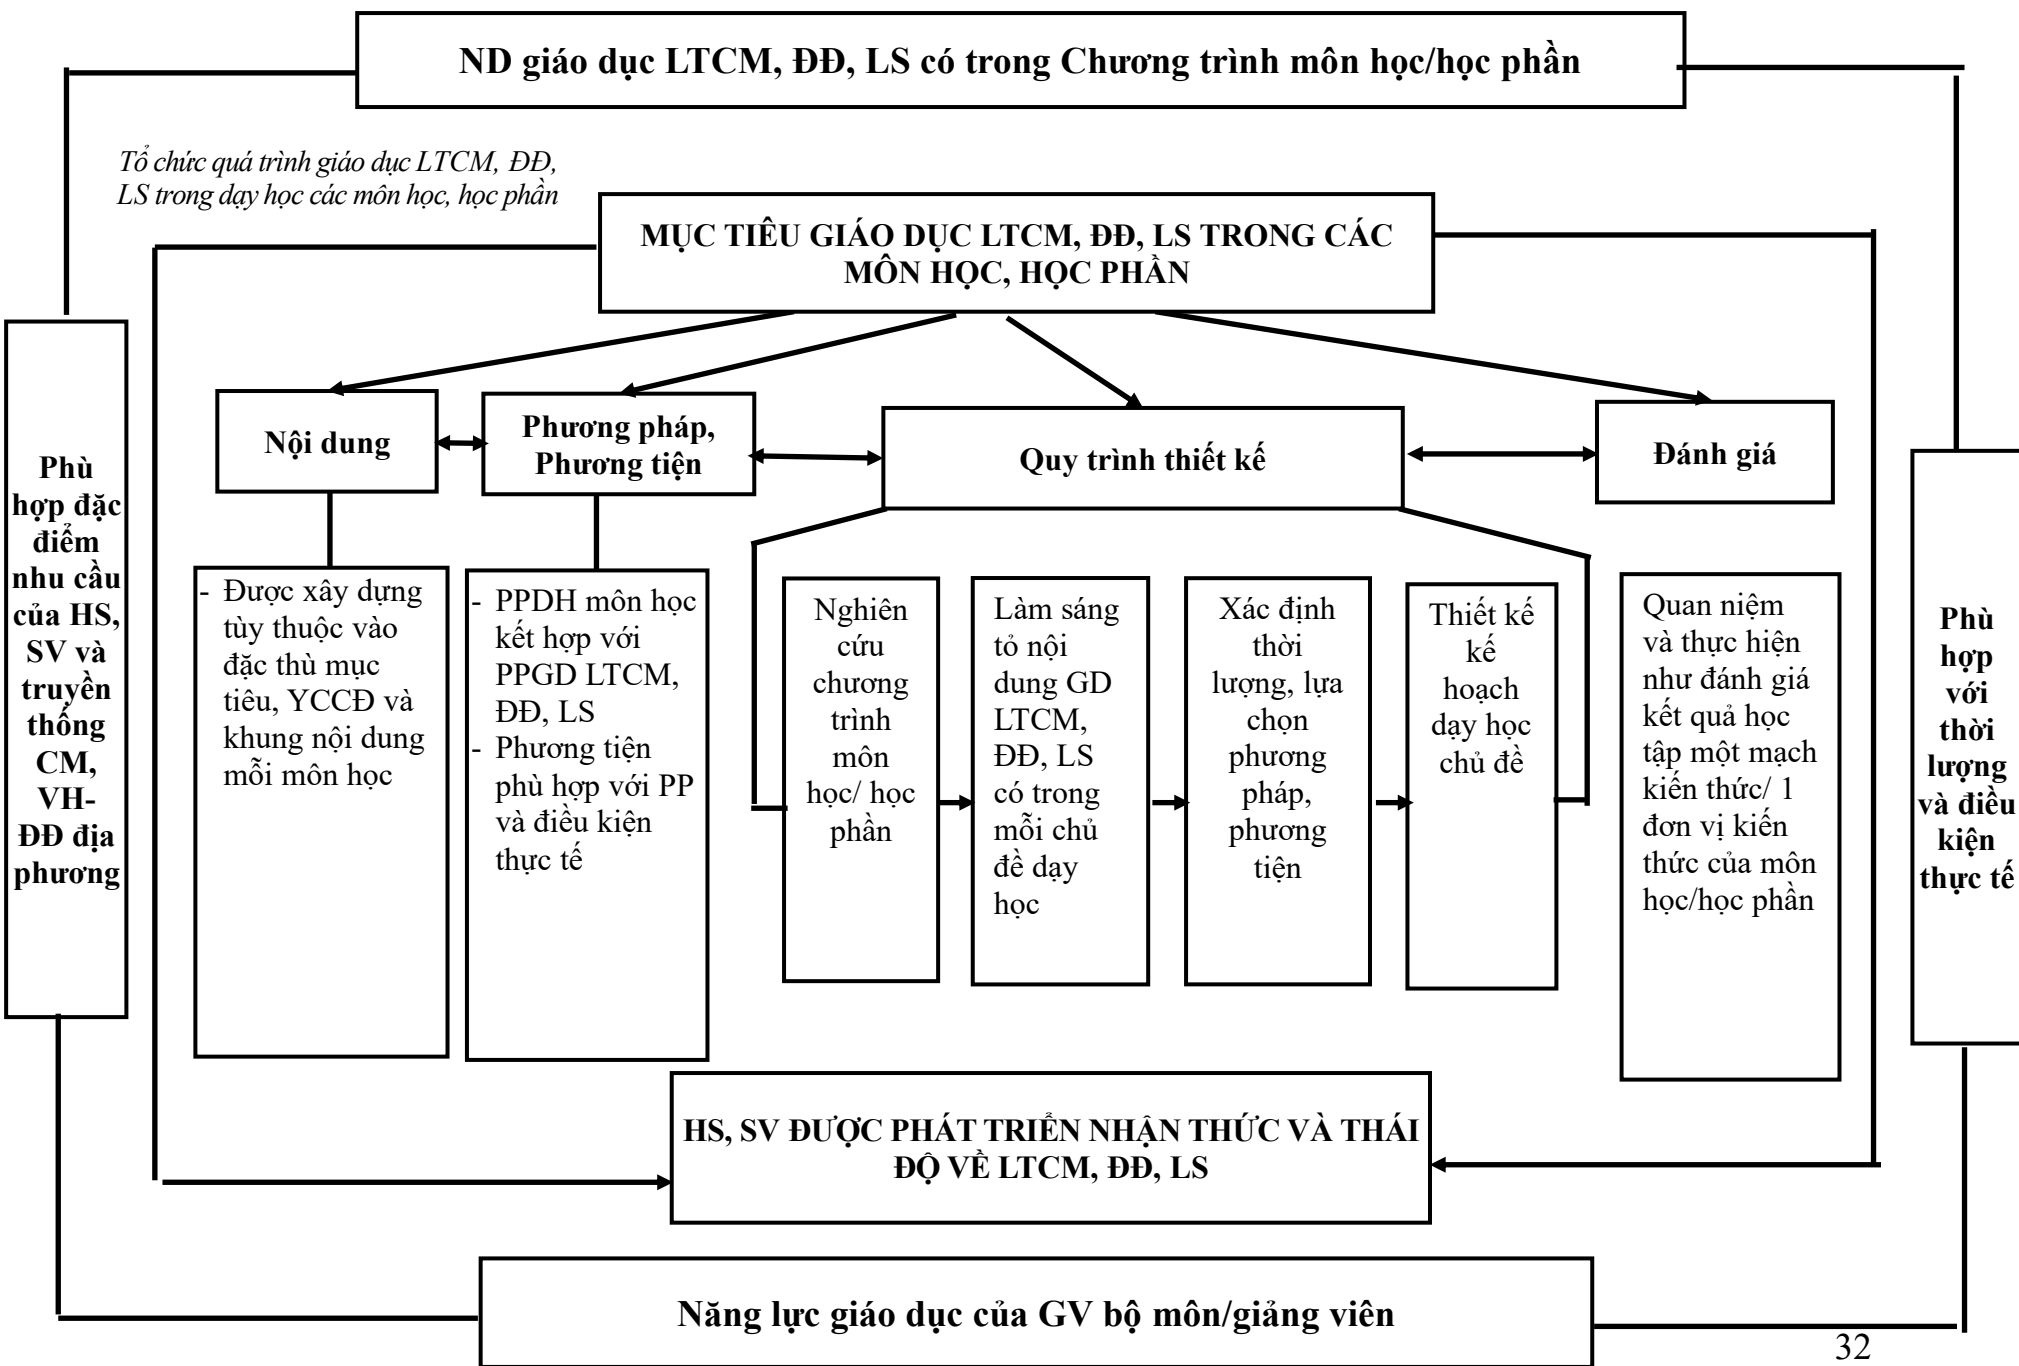 ND giáo dục LTCM, ĐĐ, LS có trong Chương trình môn học/học phần
Tổ chức quá trình giáo dục LTCM, ĐĐ,
LS trong dạy học các môn học, học phần
MỤC TIÊU GIÁO DỤC LTCM, ĐĐ, LS TRONG CÁC
MÔN HỌC, HỌC PHẦN
Phù
hợp đặc
điểm
nhu cầu
của HS,
SV và
truyền
thống
CM,
VH-
ĐĐ địa
phương
Nội dung
Phương pháp,
Phương tiện
Quy trình thiết kế
Đánh giá
- Được xây dựng
tùy thuộc vào
đặc thù mục
tiêu, YCCĐ và
khung nội dung
mỗi môn học
- PPDH môn học
kết hợp với
PPGD LTCM,
ĐĐ, LS
- Phương tiện
phù hợp với PP
và điều kiện
thực tế
Nghiên
cứu
chương
trình
môn
học/ học
phần
Làm sáng
tỏ nội
dung GD
LTCM,
ĐĐ, LS
có trong
mỗi chủ
đề dạy
học
Xác định
thời
lượng, lựa
chọn
phương
pháp,
phương
tiện
Thiết kế
kế
hoạch
dạy học
chủ đề
Quan niệm
và thực hiện
như đánh giá
kết quả học
tập một mạch
kiến thức/ 1
đơn vị kiến
thức của môn
học/học phần
Phù
hợp
với
thời
lượng
và điều
kiện
thực tế
HS, SV ĐƯỢC PHÁT TRIỂN NHẬN THỨC VÀ THÁI
ĐỘ VỀ LTCM, ĐĐ, LS
Năng lực giáo dục của GV bộ môn/giảng viên
32